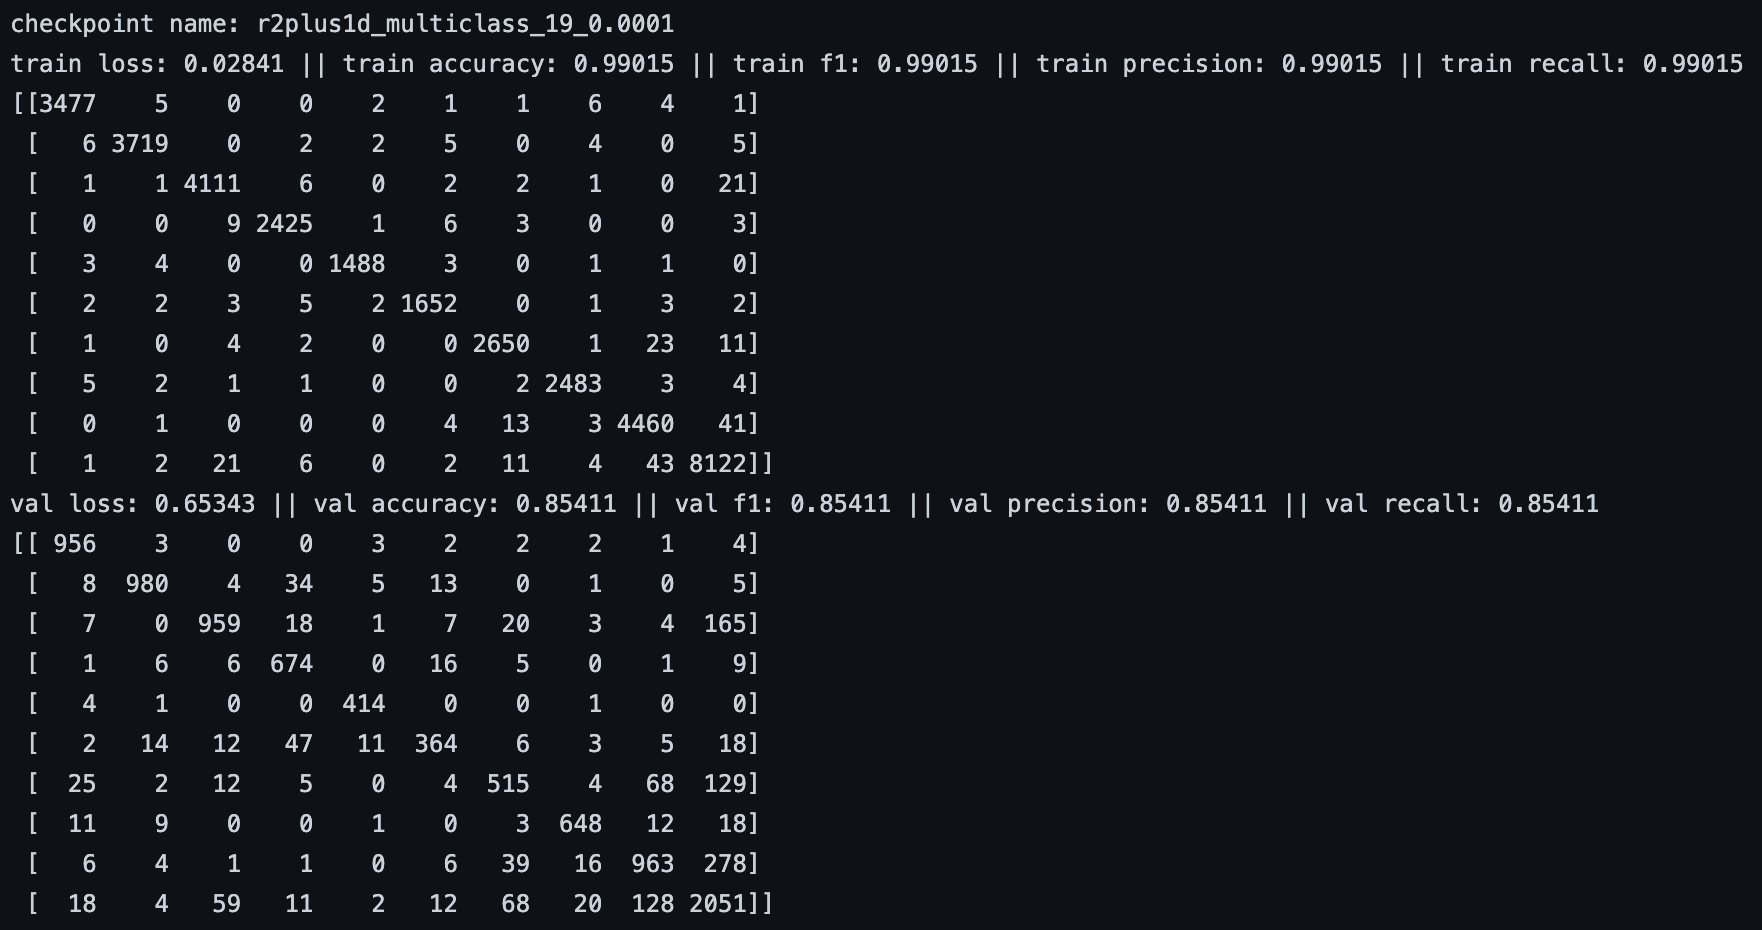 checkpoint name: r2plus1d_multiclass_19_0.0001
train loss: 0.02841 || train accuracy: 0.99015 || train f1: 0.99015 || train precision: 0.99015 || train recall: 0.99015
[[3477 5 0 0 2 1 1 6 4 1]
[ 6 3719 0 2 2 5 0 4 0 5]
[ 1 1 4111 6 0 2 2 1 0 21]
[ 0 0 9 2425 1 6 3 0 0 3]
[ 3 4 0 0 1488 3 0 1 1 0]
[ 2 2 3 5 2 1652 0 1 3 2]
[ 1 0 4 2 0 0 2650 1 23 11]
[ 5 2 1 1 0 0 2 2483 3 4]
[ 0 1 0 0 0 4 13 3 4460 41]
[ 1 2 21 6 0 2 11 4 43 8122]]
val loss: 0.65343 || val accuracy: 0.85411 || val f1: 0.85411 || val precision: 0.85411 || val recall: 0.85411
[[ 956 3 0 0 3 2 2 2 1 4]
[ 8 980 4 34 5 13 0 1 0 5]
[ 7 0 959 18 1 7 20 3 4 165]
[ 1 6 6 674 0 16 5 0 1 9]
[ 4 1 0 0 414 0 0 1 0 0]
[ 2 14 12 47 11 364 6 3 5 18]
[ 25 2 12 5 0 4 515 4 68 129]
[ 11 9 0 0 1 0 3 648 12 18]
[ 6 4 1 1 0 6 39 16 963 278]
[ 18 4 59 11 2 12 68 20 128 2051]]